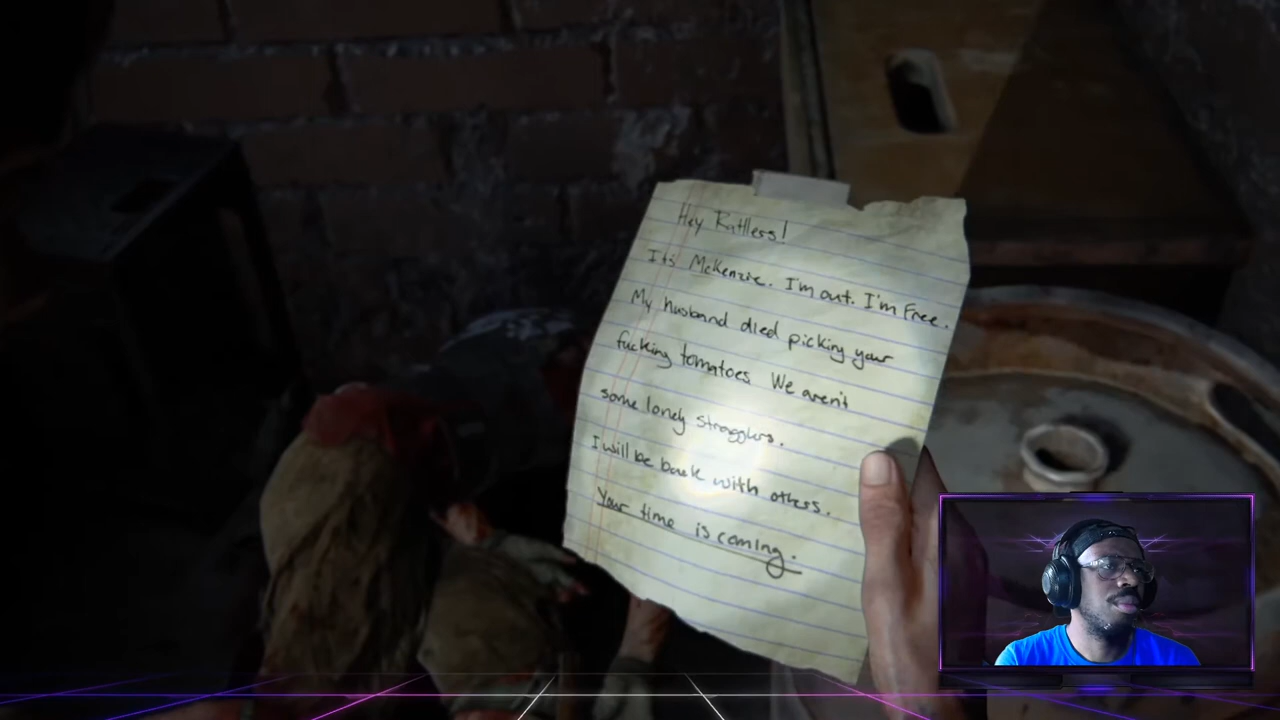 Hey Rattlers!
It's McKenzie. I'm out. I'm Free.
My husband died picking your
fucking tomatoes We aren't
some lonely stragglers.
I will be back with others.
Your time is coming.